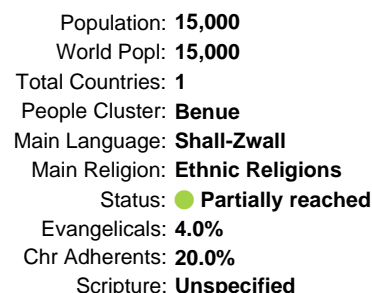 Population: 15,000
World Popl: 15,000
Total Countries: 1
People Cluster: Benue
Main Language: Shall-Zwall
Main Religion: Ethnic Religions
Status: Partially reached
Evangelicals: 4.0%
Chr Adherents: 20.0%
Scripture: Unspecified